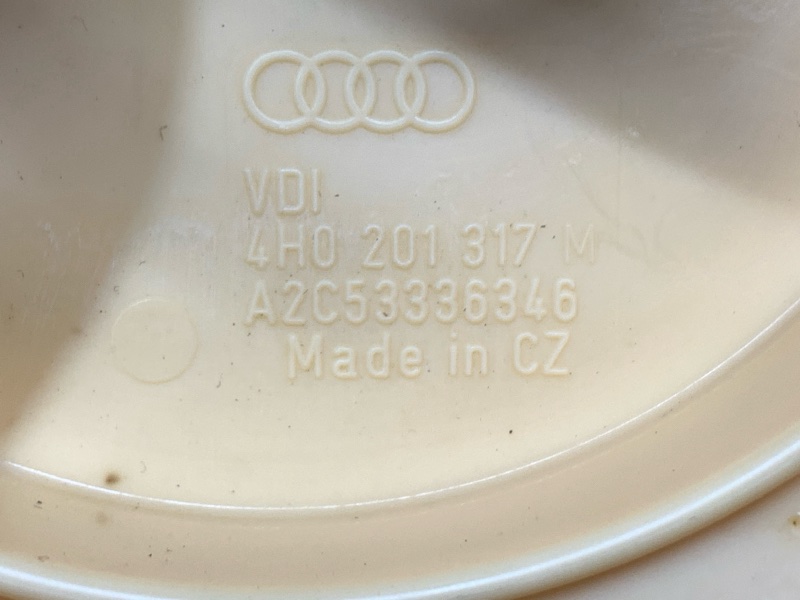 VDI
4H0 201 317 M
A2C53336346
Made in CZ